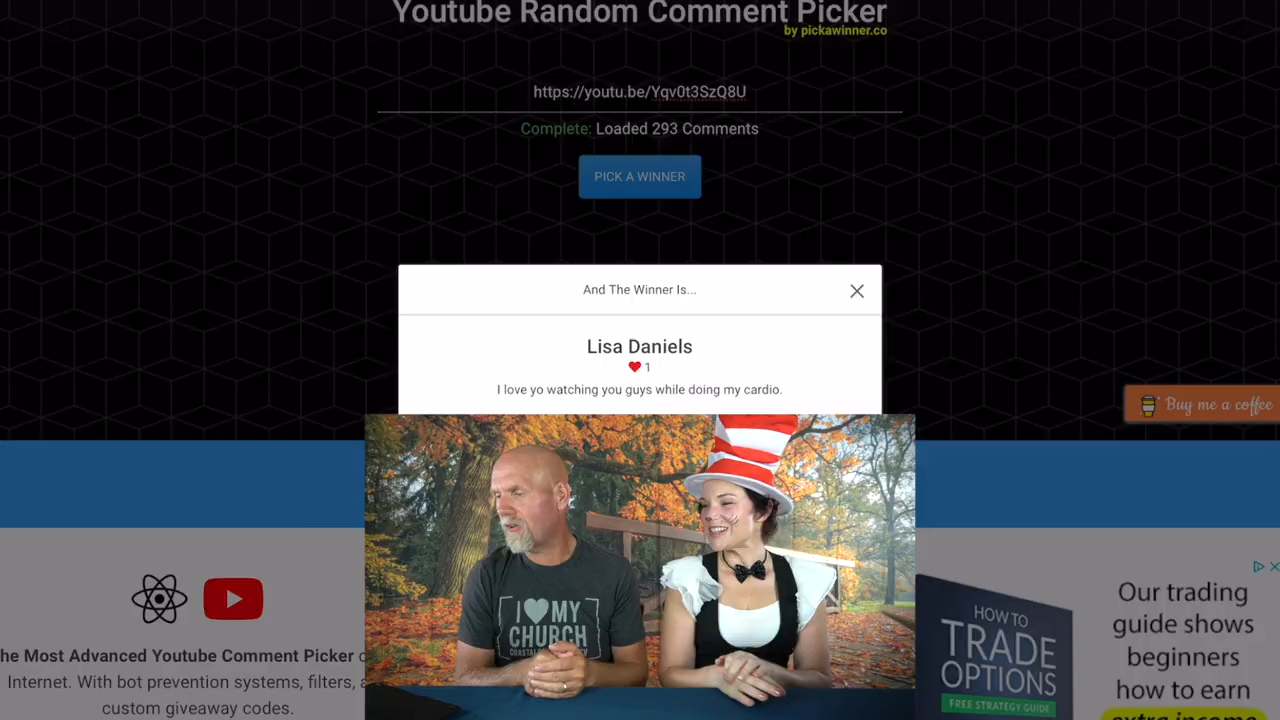 Youtube Random Comment Picker
by pickawinner.co
https://youtu.be/Yqv0t3SzQ8U
Complete: Loaded 293 Comments
PICK A WINNER
And The Winner Is...
Lisa Daniels
1
I love yo watching you guys while doing my cardio.
Buy me a coffee
I MY
CHURCH
he Most Advanced Youtube Comment Picker
Internet. With bot prevention systems, filters,
custom giveaway codes.
HOW TO
TRADE
OPTIONS
FREE STRATEGY GUIDE
Our trading
guide shows
beginners
how to earn
extra income